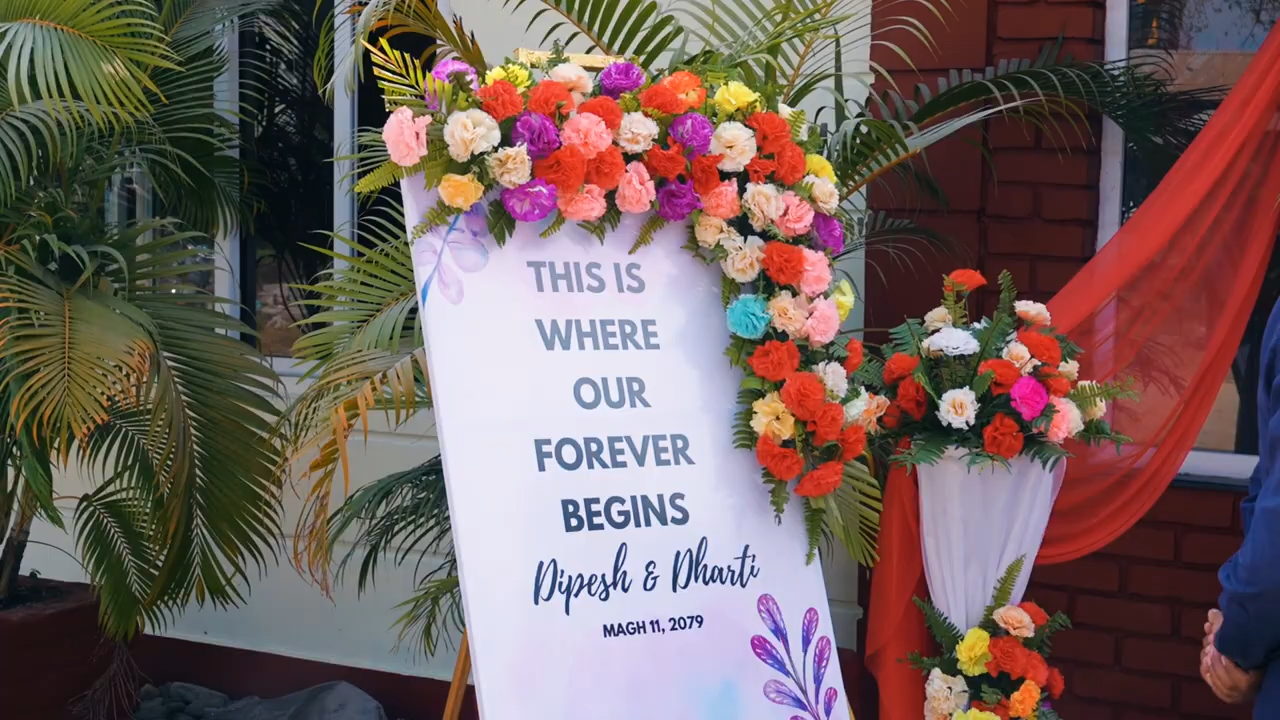 THIS IS
WHERE
OUR
FOREVER
BEGINS
Dipesh & Dharti
MAGH 11, 2079